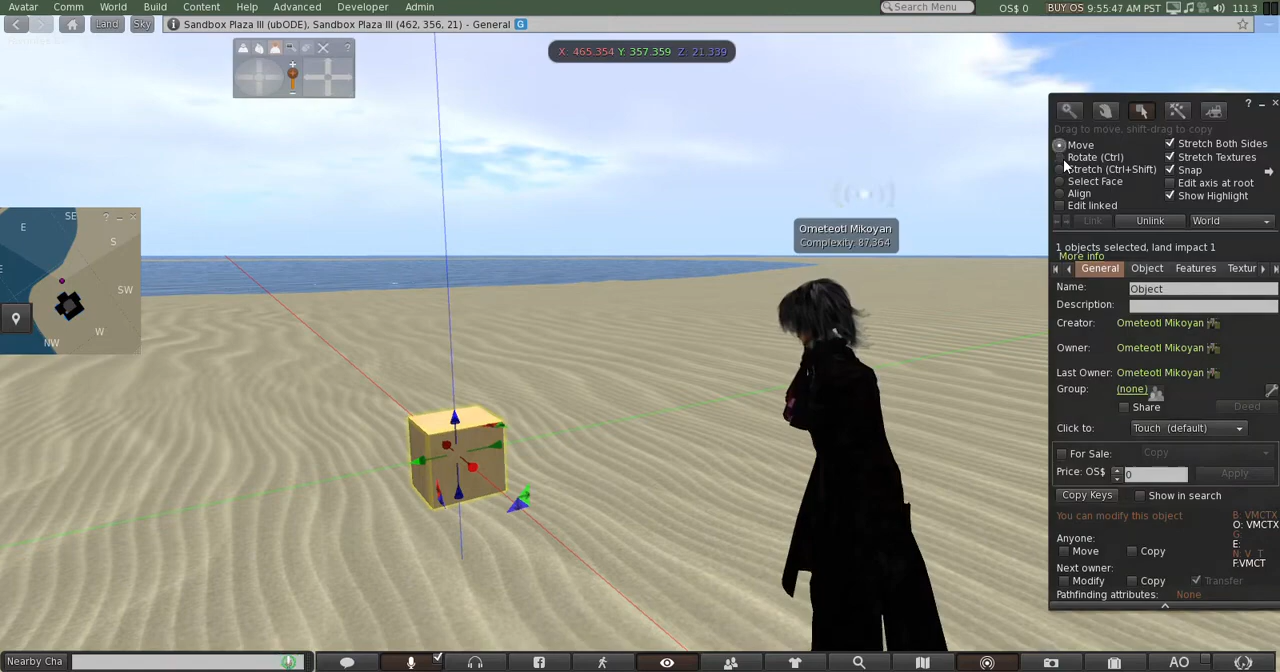 Avatar Comm World Build Content Help Advanced Developer Admin
Search Menu
OS$ 0 BUY OS 9:55:47 AM PST 111.3
Land Sky
Sandbox Plaza III (ubODE), Sandbox Plaza III (462, 356, 21) - General G
X: 465.354 Y: 357.359 Z: 21.339
SE
E S
SW
W
NW
Ometeotl Mikoyan
Complexity: 87,364
Drag to move, shift-drag to copy
Move
Rotate (Ctrl)
Stretch (Ctrl+Shift)
Select Face
Align
Edit linked
Stretch Both Sides
Stretch Textures
Snap
Edit axis at root
Show Highlight
Link Unlink World
1 objects selected, land impact 1
More info
General Object Features Textur
Name: Object
Description:
Creator: Ometeotl Mikoyan
Owner: Ometeotl Mikoyan
Last Owner: Ometeotl Mikoyan
Group: (none)
Share Deed
Click to: Touch (default)
For Sale: Copy
Price: OS$ 0 Apply
Copy Keys Show in search
You can modify this object
B: VMCTX
O: VMCTX
G:
E:
N: V T
F:VMCT
Anyone:
Move Copy
Next owner:
Modify Copy Transfer
Pathfinding attributes: None
Nearby Cha
AO